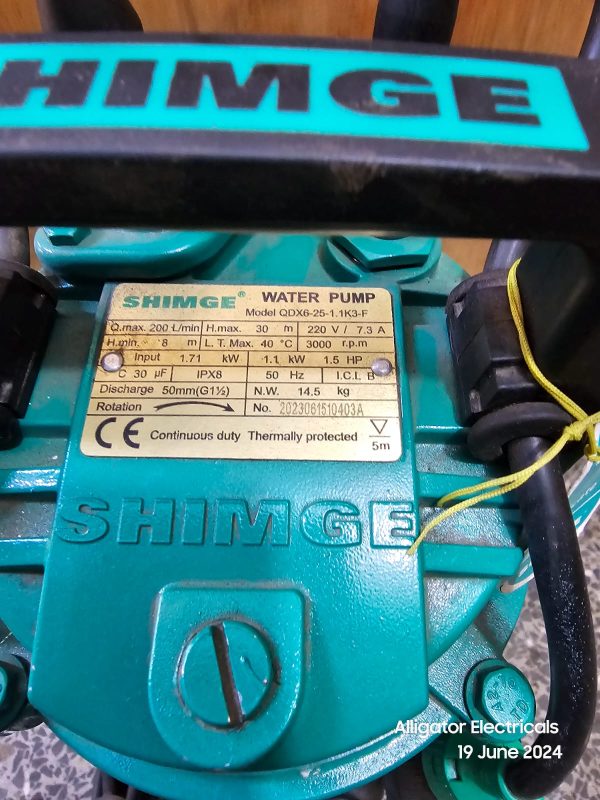 SHIMGE
SHIMGE® WATER PUMP
Model QDX6-25-1.1K3-F
Q.max. 200 L/min H.max. 30 m 220 V / 7.3 A
H.min. 8 m L.T.Max. 40 °C 3000 r.p.m
Input 1.71 kW 1.1 kW 1.5 HP
C 30 µF IPX8 50 Hz I.C.L B
Discharge 50mm(G1½) N.W. 14.5 kg
Rotation No. 2023061510403A
CE Continuous duty Thermally protected 5m
SHIMGE
Alligator Electricals
19 June 2024